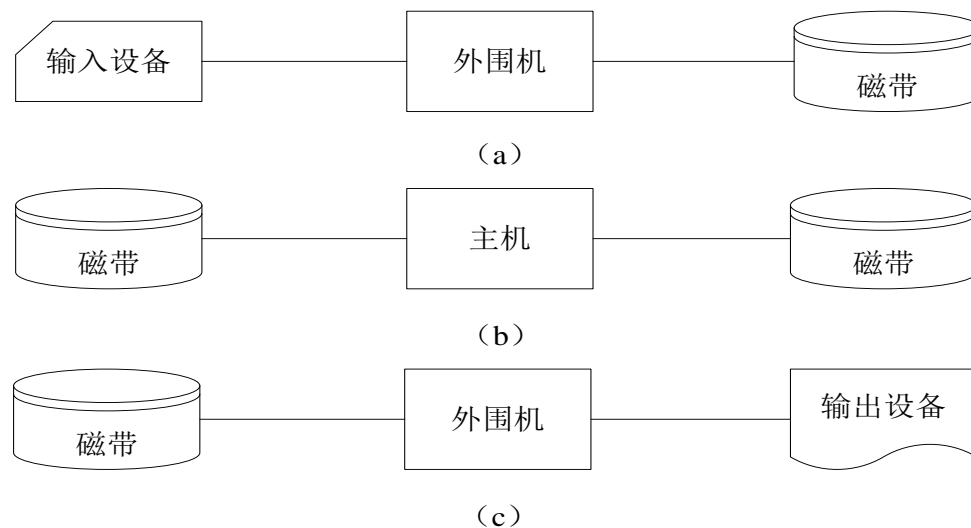 输入设备 外围机 磁带
（a）
磁带 主机 磁带
（b）
磁带 外围机 输出设备
（c）